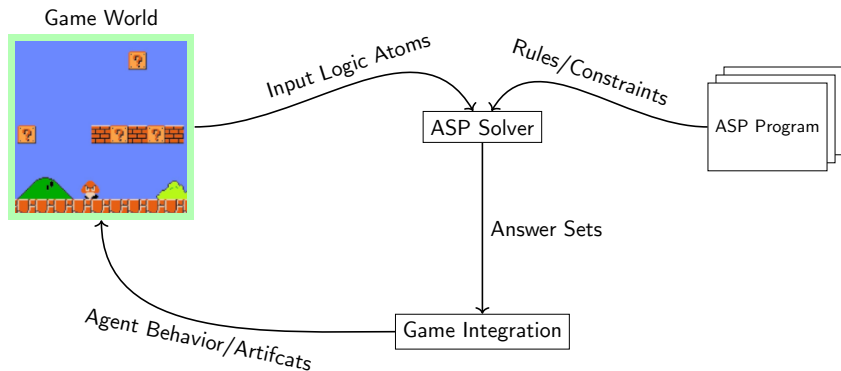 Game World
Input Logic Atoms
Rules/Constraints
ASP Solver
ASP Program
Answer Sets
Game Integration
Agent Behavior/Artifcats
? 
?
? ?